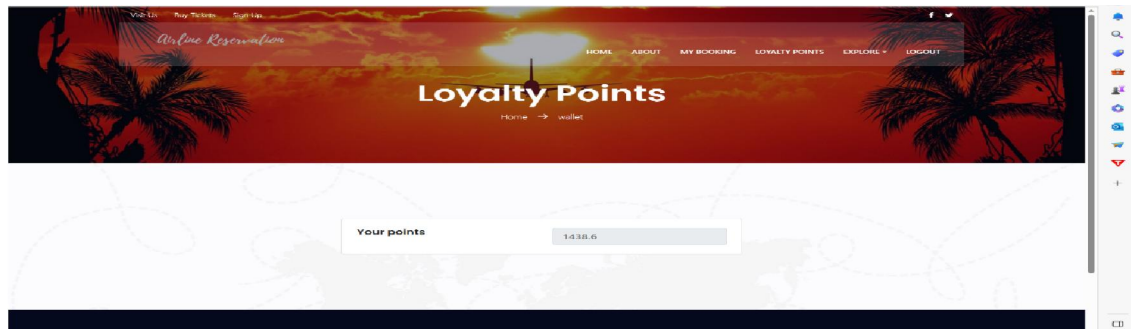 Visit Us Buy Tickets Sign Up
Airline Reservation
HOME ABOUT MY BOOKING LOYALTY POINTS EXPLORE LOGOUT
Loyalty Points
Home → wallet
Your points
1438.6